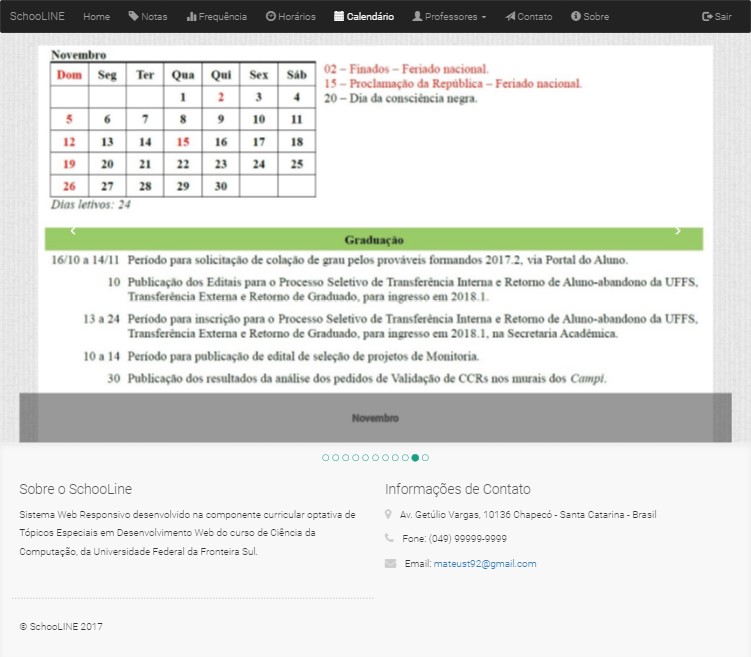 SchooLINE Home Notas Frequência Horários Calendário Professores Contato Sobre Sair
Novembro
Dom Seg Ter Qua Qui Sex Sáb
1 2 3 4
5 6 7 8 9 10 11
12 13 14 15 16 17 18
19 20 21 22 23 24 25
26 27 28 29 30
Dias letivos: 24
02 – Finados – Feriado nacional.
15 – Proclamação da República – Feriado nacional.
20 – Dia da consciência negra.
Graduação
16/10 a 14/11 Período para solicitação de colação de grau pelos prováveis formandos 2017.2, via Portal do Aluno.
10 Publicação dos Editais para o Processo Seletivo de Transferência Interna e Retorno de Aluno-abandono da UFFS,
Transferência Externa e Retorno de Graduado, para ingresso em 2018.1.
13 a 24 Período para inscrição para o Processo Seletivo de Transferência Interna e Retorno de Aluno-abandono da UFFS,
Transferência Externa e Retorno de Graduado, para ingresso em 2018.1, na Secretaria Acadêmica.
10 a 14 Período para publicação de edital de seleção de projetos de Monitoria.
30 Publicação dos resultados da análise dos pedidos de Validação de CCRs nos murais dos Campi.
Novembro
Sobre o SchooLine
Sistema Web Responsivo desenvolvido na componente curricular optativa de
Tópicos Especiais em Desenvolvimento Web do curso de Ciência da
Computação, da Universidade Federal da Fronteira Sul.
Informações de Contato
Av. Getúlio Vargas, 10136 Chapecó - Santa Catarina - Brasil
Fone: (049) 99999-9999
Email: mateust92@gmail.com
© SchooLINE 2017